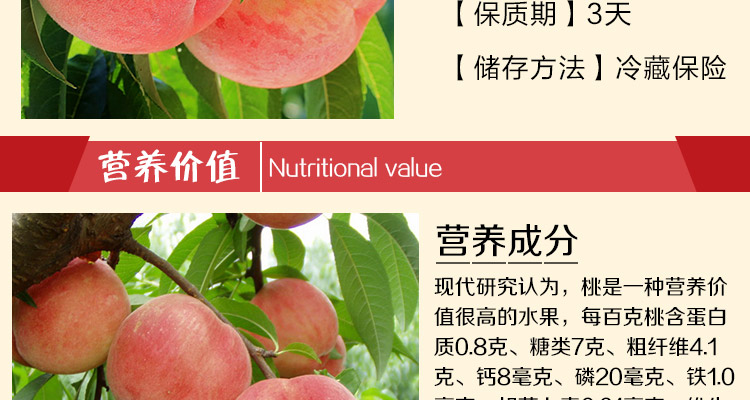 【保质期】3天
【储存方法】冷藏保险
营养价值 Nutritional value
营养成分
现代研究认为，桃是一种营养价
值很高的水果，每百克桃含蛋白
质0.8克、糖类7克、粗纤维4.1
克、钙8毫克、磷20毫克、铁1.0